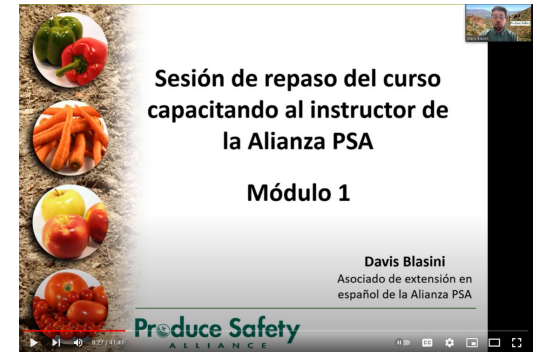 Sesión de repaso del curso
capacitando al instructor de
la Alianza PSA
Módulo 1
Davis Blasini
Asociado de extensión en
español de la Alianza PSA
Produce Safety
ALLIANCE
8:27 / 41:41
CC